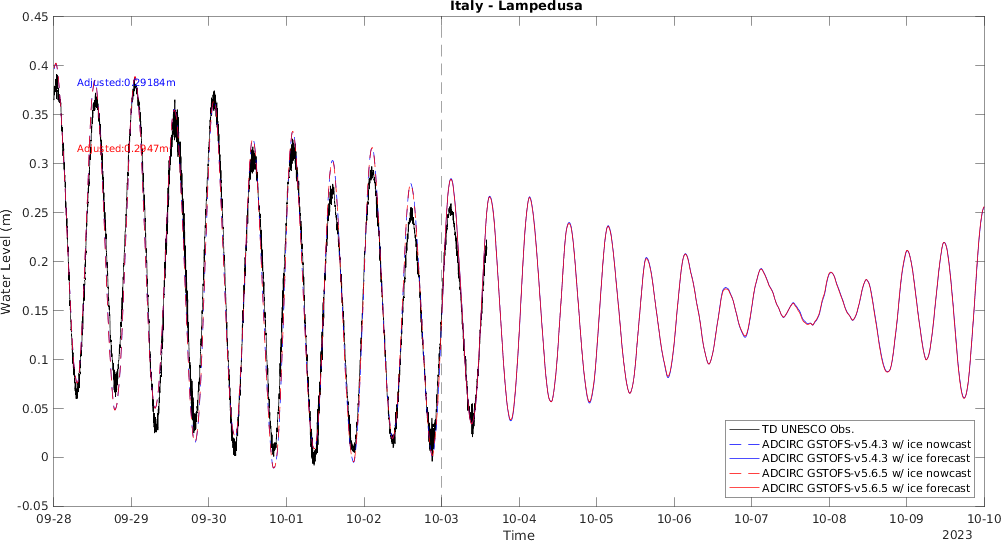 Italy - Lampedusa
0.45
0.4
0.35
0.3
0.25
0.2
0.15
0.1
0.05
0
-0.05
Water Level (m)
Adjusted:0.29184m
Adjusted:0.2947m
TD UNESCO Obs.
ADCIRC GSTOFS-v5.4.3 w/ ice nowcast
ADCIRC GSTOFS-v5.4.3 w/ ice forecast
ADCIRC GSTOFS-v5.6.5 w/ ice nowcast
ADCIRC GSTOFS-v5.6.5 w/ ice forecast
09-28 09-29 09-30 10-01 10-02 10-03 10-04 10-05 10-06 10-07 10-08 10-09 10-10
Time
2023